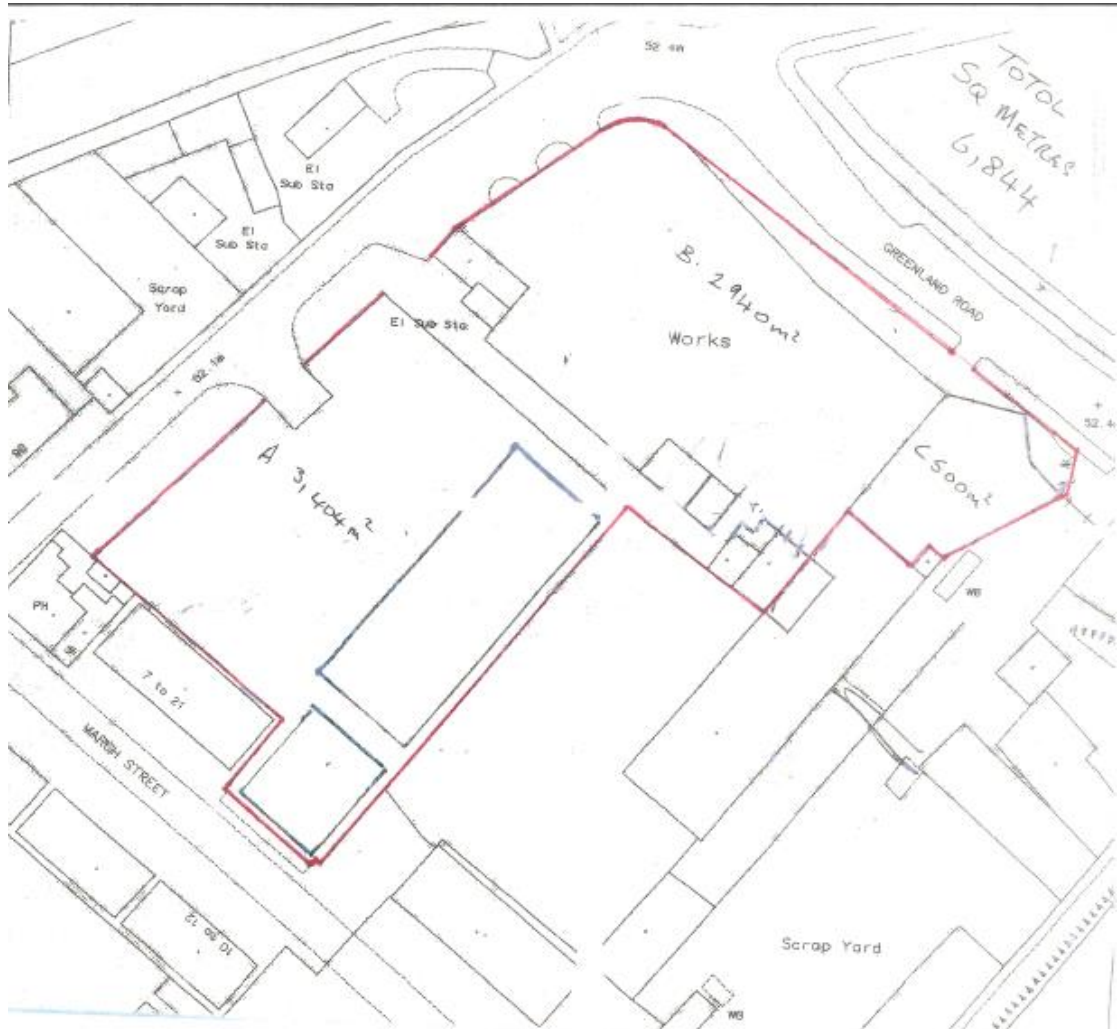 52.4m
TOTOL
SQ METRES
6,844
El
Sub Sta
El
Sub Sta
Scrap
Yard
GREENLAND ROAD
B. 2940m²
Works
El Sub Sta
52.1m
52.4
A 3,404m²
C 500m²
WB
PH
7 to 21
MARSH STREET
10 to 12
Scrap Yard
WB